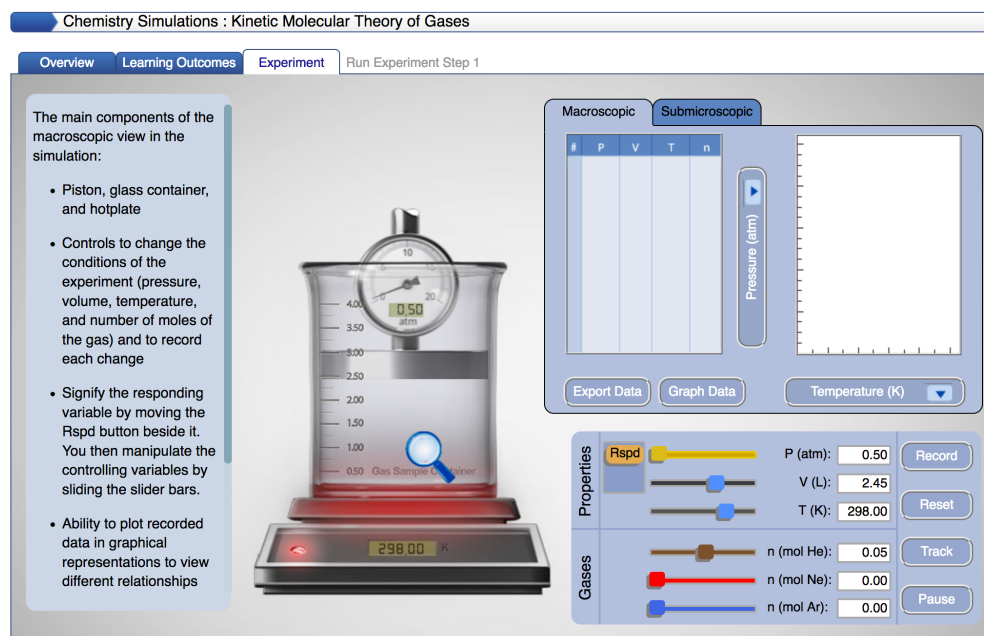 Chemistry Simulations : Kinetic Molecular Theory of Gases
Overview
Learning Outcomes
Experiment
Run Experiment Step 1
The main components of the
macroscopic view in the
simulation:
• Piston, glass container,
and hotplate
• Controls to change the
conditions of the
experiment (pressure,
volume, temperature,
and number of moles of
the gas) and to record
each change
• Signify the responding
variable by moving the
Rspd button beside it.
You then manipulate the
controlling variables by
sliding the slider bars.
• Ability to plot recorded
data in graphical
representations to view
different relationships
10
0
20
0.50
atm
4.00
3.50
3.00
2.50
2.00
1.50
1.00
0.50 Gas Sample Container
298.00 K
Macroscopic
Submicroscopic
# P V T n
Pressure (atm)
Export Data
Graph Data
Temperature (K)
Properties
Rspd
P (atm): 0.50
V (L): 2.45
T (K): 298.00
Gases
n (mol He): 0.05
n (mol Ne): 0.00
n (mol Ar): 0.00
Record
Reset
Track
Pause